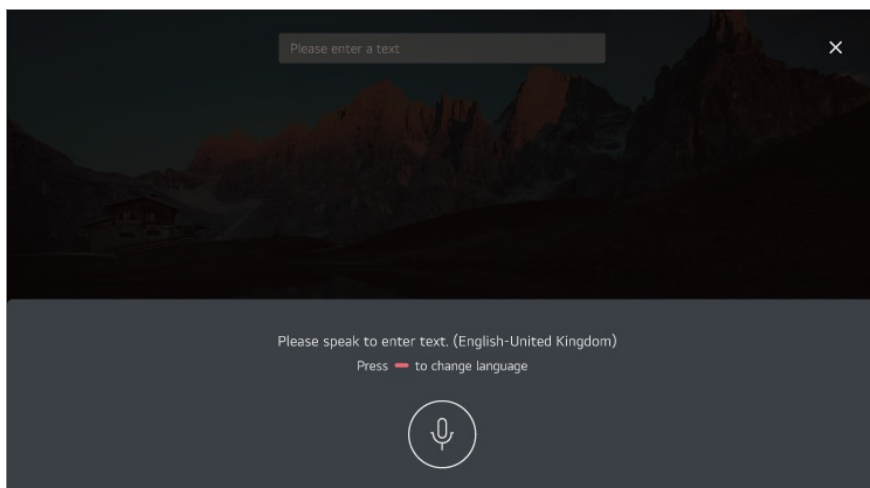 Please enter a text
Please speak to enter text. (English-United Kingdom)
Press to change language